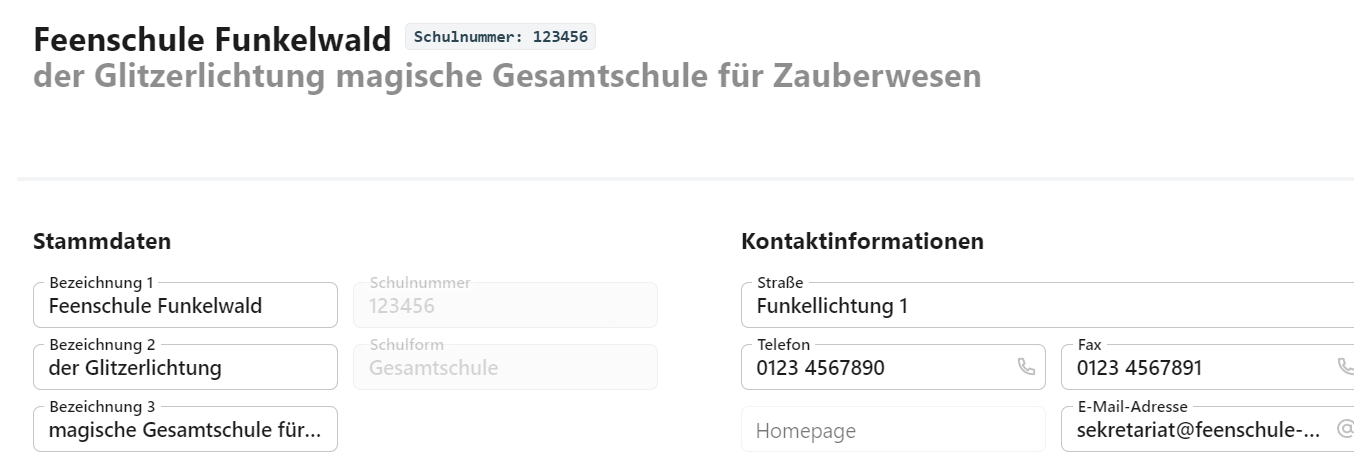 Feenschule Funkelwald Schulnummer: 123456
der Glitzerlichtung magische Gesamtschule für Zauberwesen
Stammdaten
Bezeichnung 1
Feenschule Funkelwald
Schulnummer
123456
Bezeichnung 2
der Glitzerlichtung
Schulform
Gesamtschule
Bezeichnung 3
magische Gesamtschule für...
Kontaktinformationen
Straße
Funkellichtung 1
Telefon
0123 4567890
Fax
0123 4567891
Homepage
E-Mail-Adresse
sekretariat@feenschule-...